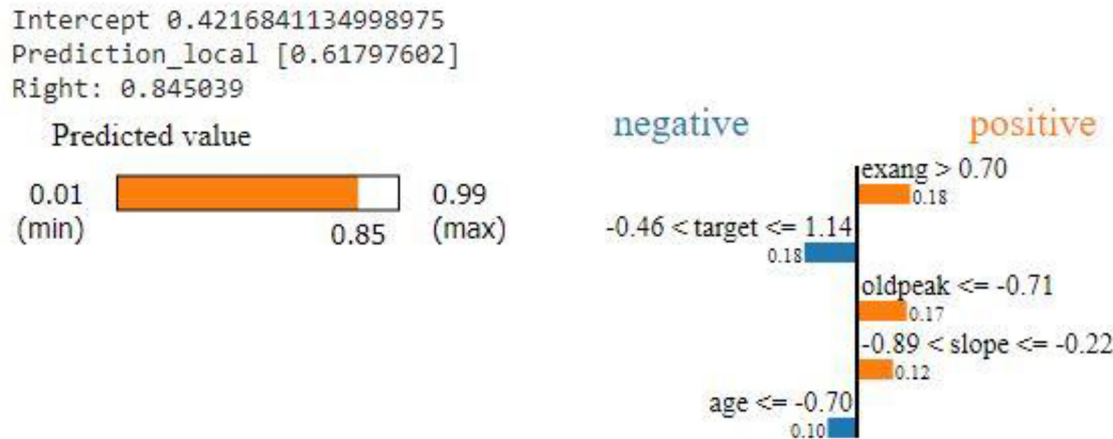 Intercept 0.4216841134998975
Prediction_local [0.61797602]
Right: 0.845039
Predicted value
0.01
(min)
0.85
0.99
(max)
negative
positive
exang > 0.70
0.18
-0.46 < target <= 1.14
0.18
oldpeak <= -0.71
0.17
-0.89 < slope <= -0.22
0.12
age <= -0.70
0.10